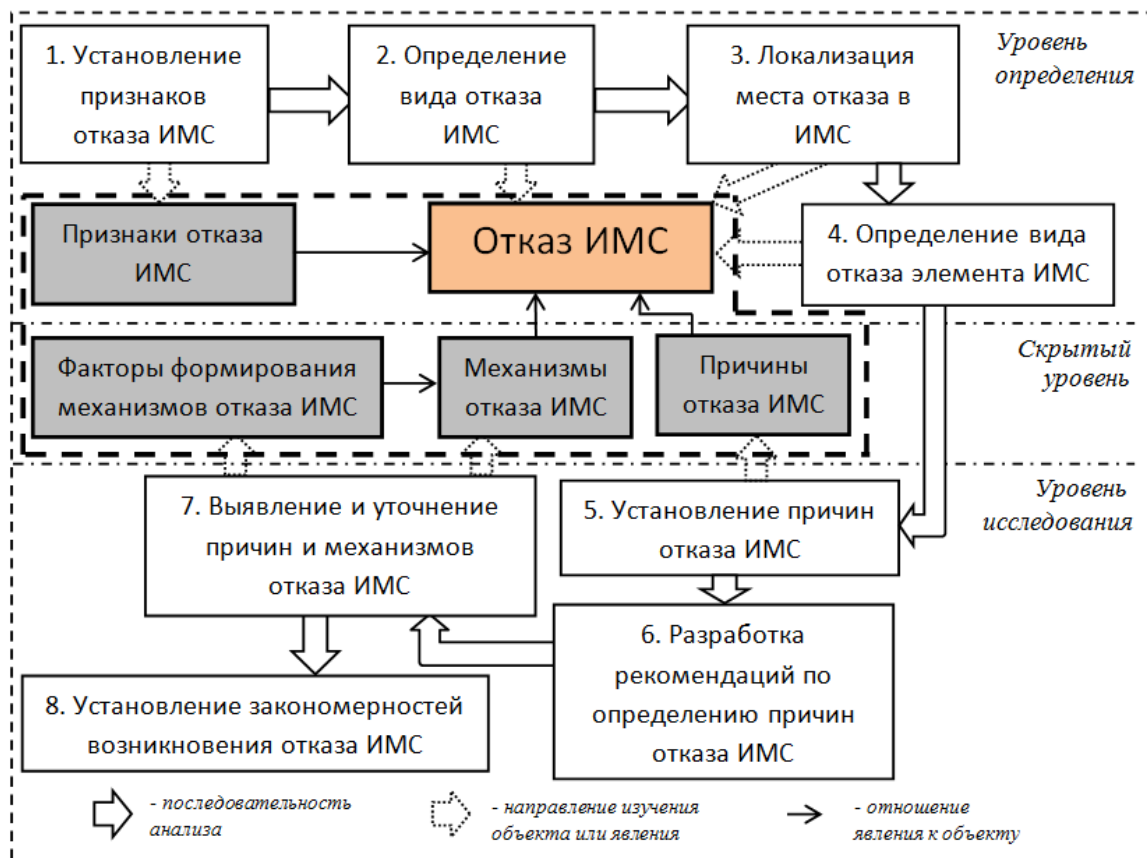 1. Установление
признаков
отказа ИМС
2. Определение
вида отказа
ИМС
3. Локализация
места отказа в
ИМС
Уровень
определения
Признаки отказа
ИМС
Отказ ИМС
4. Определение вида
отказа элемента ИМС
Факторы формирования
механизмов отказа ИМС
Механизмы
отказа ИМС
Причины
отказа ИМС
Скрытый
уровень
7. Выявление и уточнение
причин и механизмов
отказа ИМС
5. Установление причин
отказа ИМС
Уровень
исследования
6. Разработка
рекомендаций по
определению причин
отказа ИМС
8. Установление закономерностей
возникновения отказа ИМС
- последовательность
анализа
- направление изучения
объекта или явления
- отношение
явления к объекту